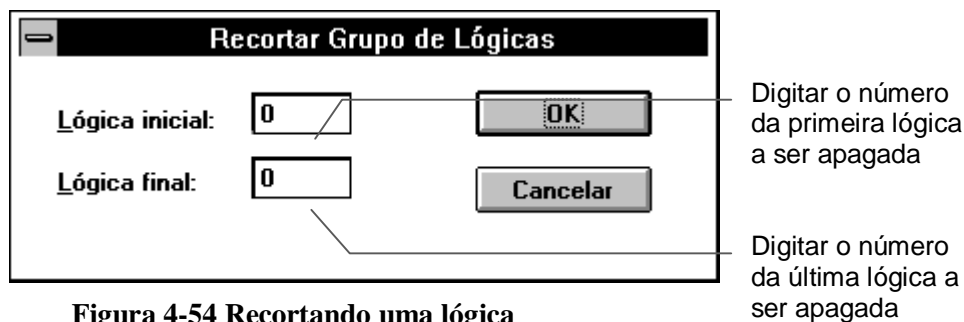 Recortar Grupo de Lógicas
Lógica inicial:
0
OK
Lógica final:
0
Cancelar
Digitar o número
da primeira lógica
a ser apagada
Digitar o número
da última lógica a
ser apagada
Figura 4-54 Recortando uma lógica